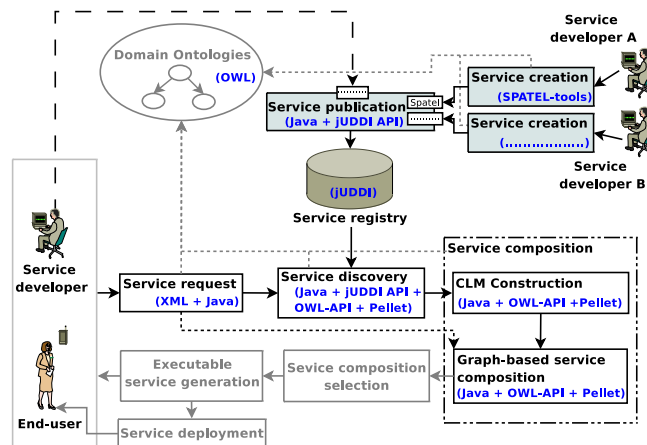 Service
developer A
Domain Ontologies
(OWL)
Service creation
(SPATEL-tools)
Spatel
Service publication
(Java + jUDDI API)
Service creation
(..................)
Service
developer B
(jUDDI)
Service registry
Service composition
Service
developer
Service request
(XML + Java)
Service discovery
(Java + jUDDI API +
OWL-API + Pellet)
CLM Construction
(Java + OWL-API +Pellet)
Graph-based service
composition
(Java + OWL-API + Pellet)
Executable
service generation
Sevice composition
selection
End-user
Service deployment